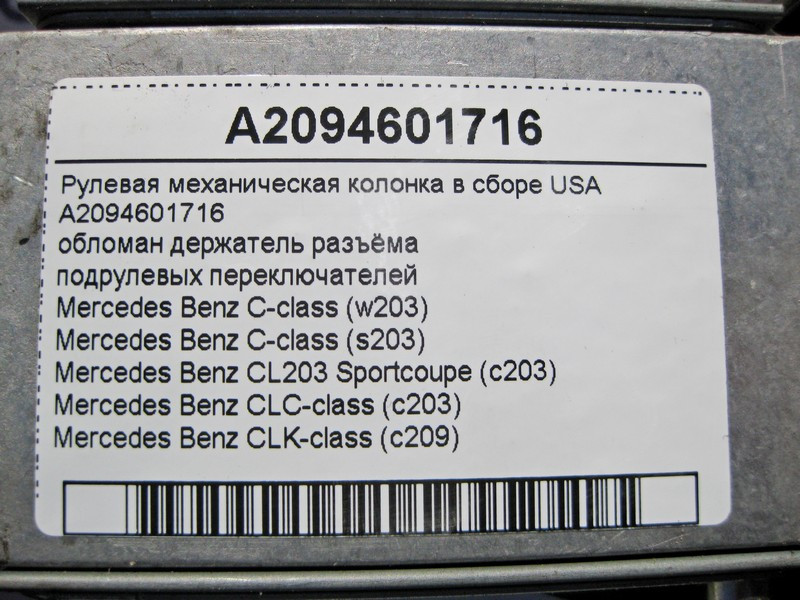 A2094601716
Рулевая механическая колонка в сборе USA
A2094601716
обломан держатель разъёма
подрулевых переключателей
Mercedes Benz C-class (w203)
Mercedes Benz C-class (s203)
Mercedes Benz CL203 Sportcoupe (c203)
Mercedes Benz CLC-class (c203)
Mercedes Benz CLK-class (c209)